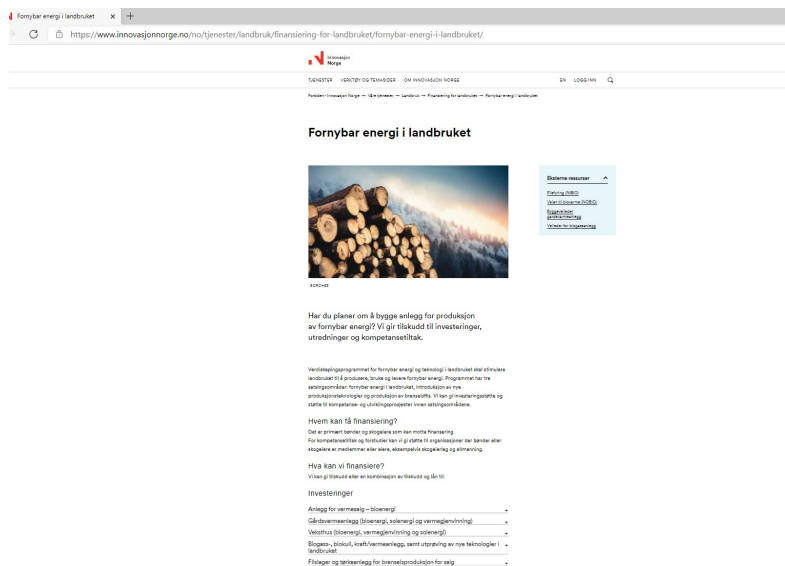 Fornybar energi i landbruket
https://www.innovasjonnorge.no/no/tjenester/landbruk/finansiering-for-landbruket/fornybar-energi-i-landbruket/
Innovasjon
Norge
TJENESTER VERKTØY OG TEMASIDER OM INNOVASJON NORGE EN LOGG INN
Forsiden - Innovasjon Norge → Våre tjenester → Landbruk → Finansiering for landbruket → Fornybar energi i landbruket
Fornybar energi i landbruket
Eksterne ressurser
Flisfyring (NIBIO)
Veien til biovarme (NOBIO)
Byggeveileder
gardsvarmeanlegg
Veileder for biogassanlegg
Har du planer om å bygge anlegg for produksjon
av fornybar energi? Vi gir tilskudd til investeringer,
utredninger og kompetansetiltak.
Verdiskapingsprogrammet for fornybar energi og teknologi i landbruket skal stimulere
landbruket til å produsere, bruke og levere fornybar energi. Programmet har tre
satsingsområder: fornybar energi i landbruket, introduksjon av nye
produksjonsteknologier og produksjon av brenselsflis. Vi kan gi investeringsstøtte og
støtte til kompetanse- og utviklingsprosjekter innen satsingsområdene.
Hvem kan få finansiering?
Det er primært bønder og skogeiere som kan motta finansiering.
For kompetansetiltak og forstudier kan vi gi støtte til organisasjoner der bønder eller
skogeiere er medlemmer eller eiere, eksempelvis skogeierlag og allmenning.
Hva kan vi finansiere?
Vi kan gi tilskudd eller en kombinasjon av tilskudd og lån til:
Investeringer
Anlegg for varmesalg – bioenergi +
Gårdsvarmeanlegg (bioenergi, solenergi og varmegjenvinning) +
Veksthus (bioenergi, varmegjenvinning og solenergi) +
Biogass-, biokull, kraft/varmeanlegg, samt utprøving av nye teknologier i +
landbruket
Flislager og tørkeanlegg for brenselsproduksjon for salg +